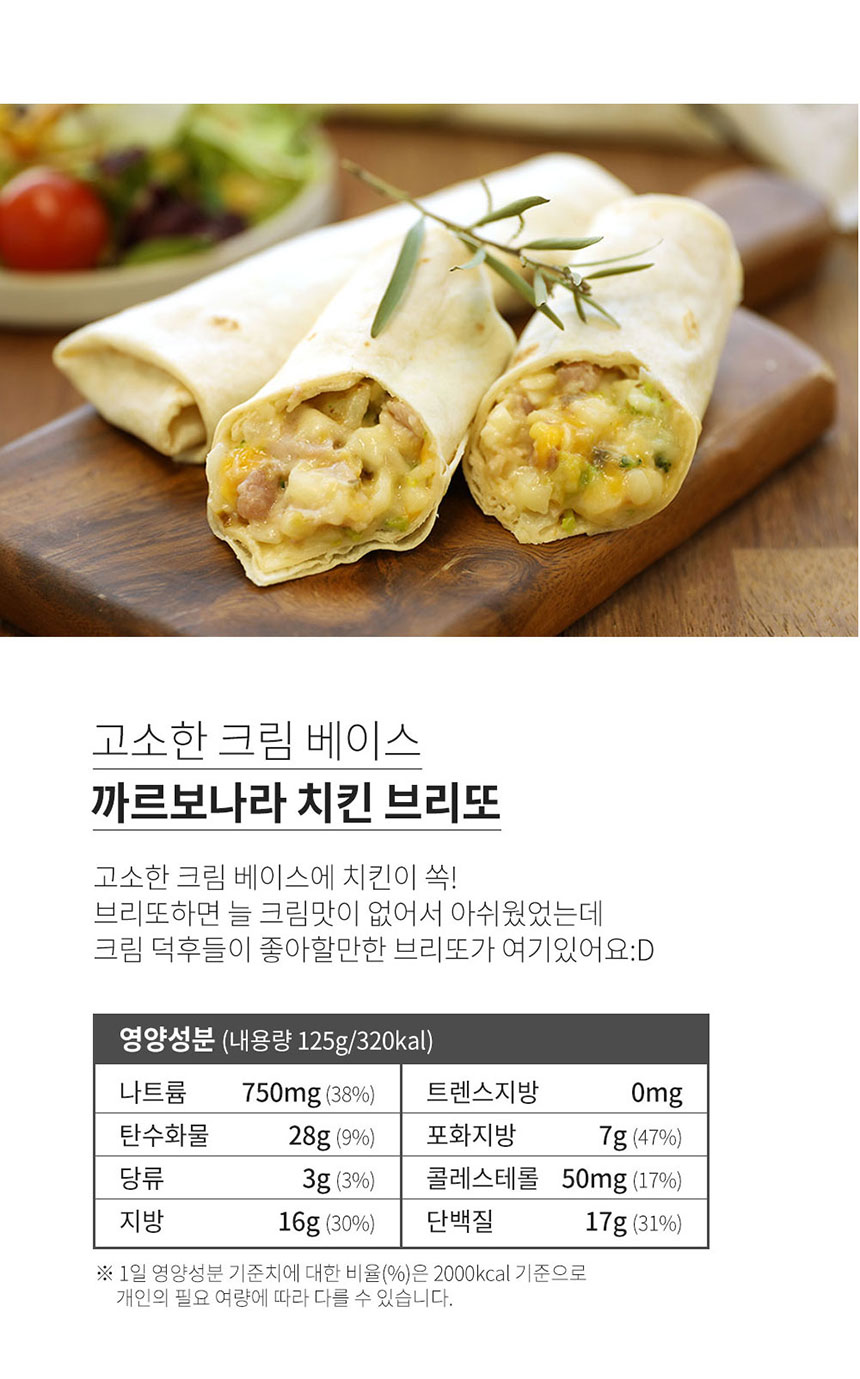 고소한 크림 베이스
까르보나라 치킨 브리또
고소한 크림 베이스에 치킨이 쏙!
브리또하면 늘 크림맛이 없어서 아쉬웠었는데
크림 덕후들이 좋아할만한 브리또가 여기있어요:D
영양성분 (내용량 125g/320kal)
나트륨 750mg (38%) 트렌스지방 0mg
탄수화물 28g (9%) 포화지방 7g (47%)
당류 3g (3%) 콜레스테롤 50mg (17%)
지방 16g (30%) 단백질 17g (31%)
※ 1일 영양성분 기준치에 대한 비율(%)은 2000kcal 기준으로
개인의 필요 여량에 따라 다를 수 있습니다.